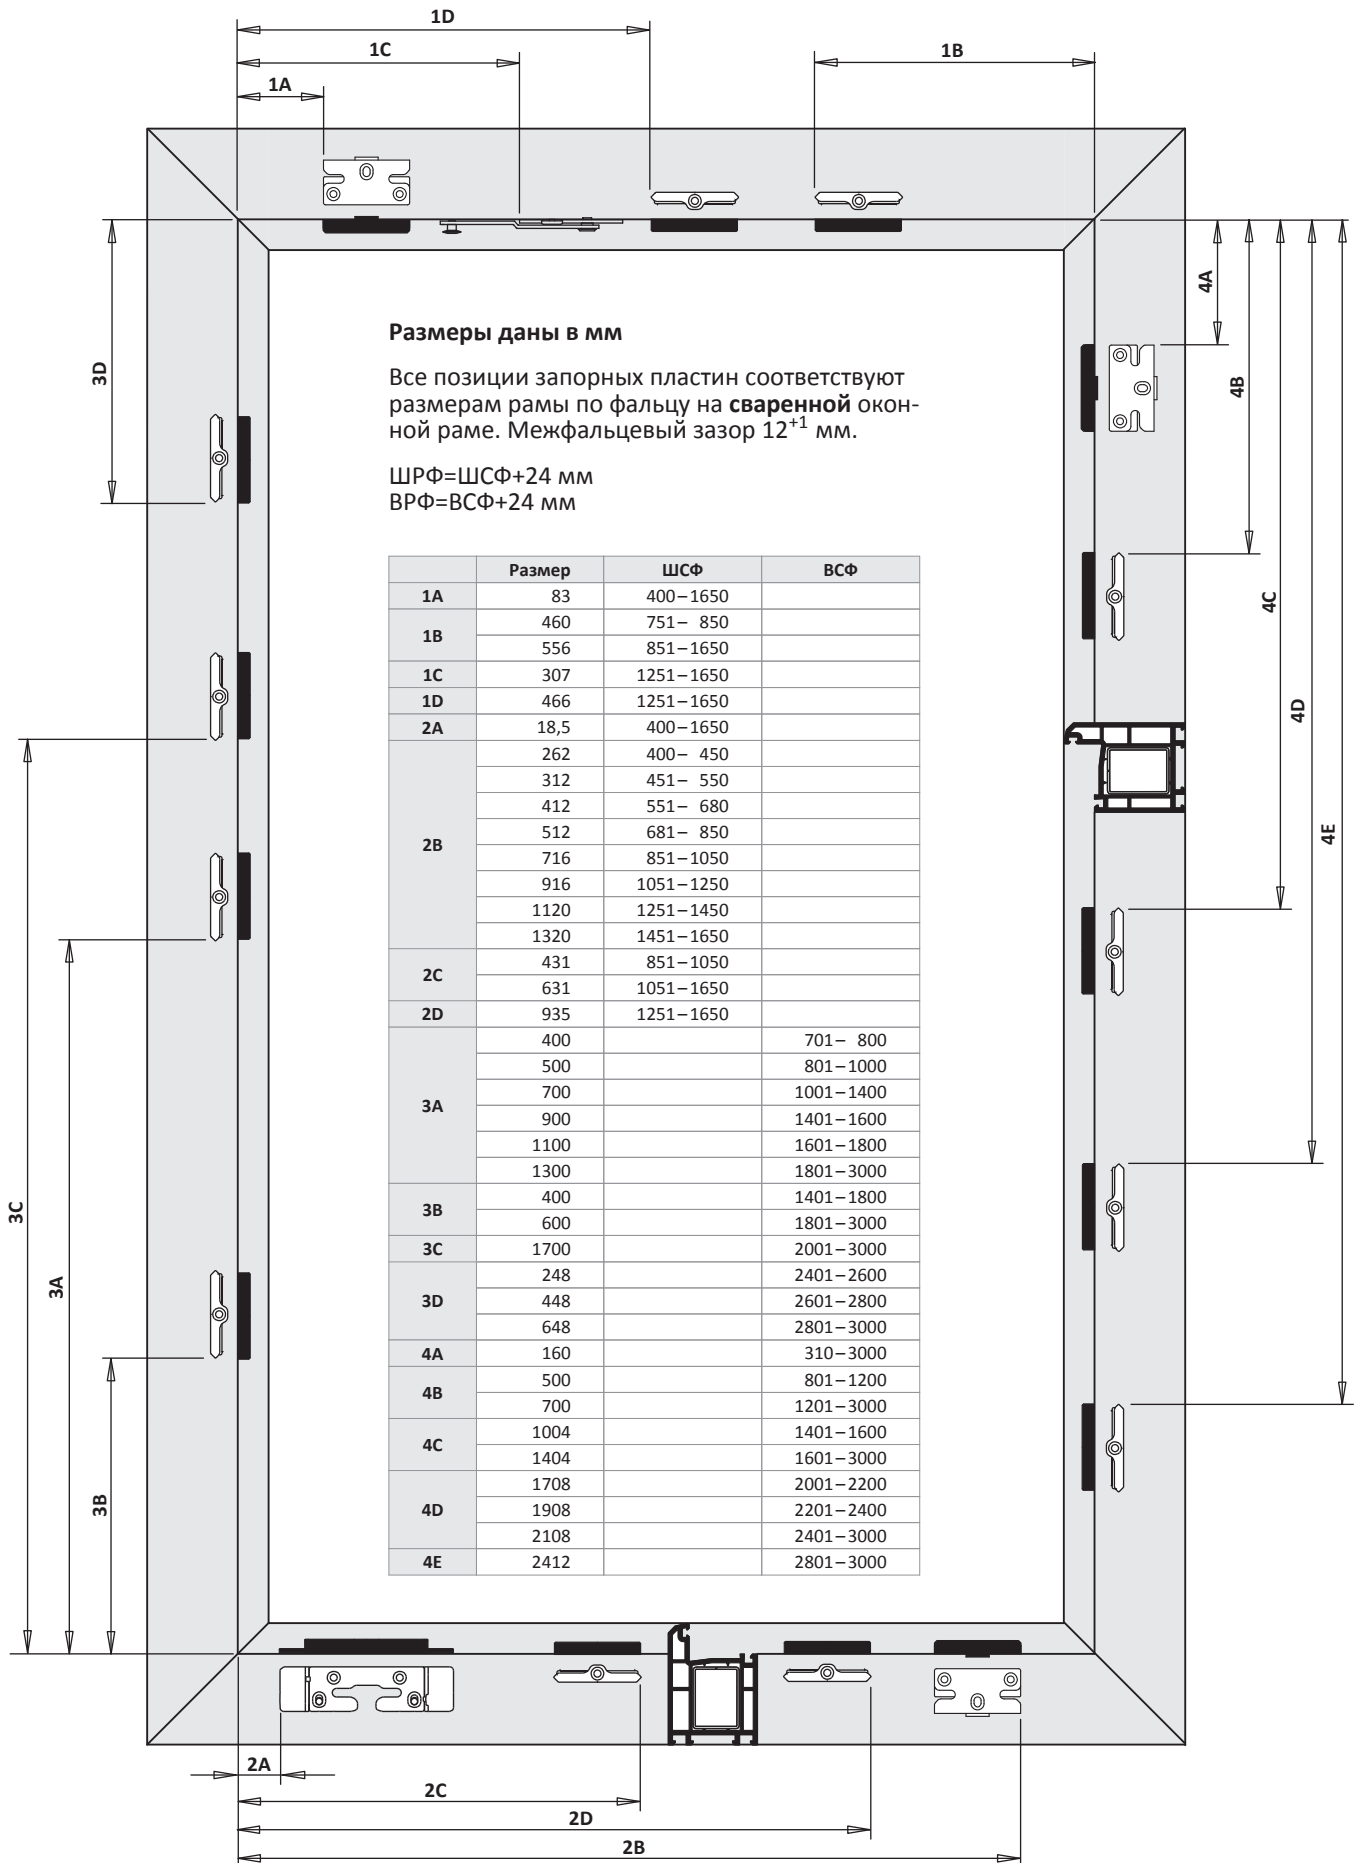 1D
1C
1B
1A
4A
3D
4B
Размеры даны в мм
Все позиции запорных пластин соответствуют
размерам рамы по фальцу на сваренной окон-
ной раме. Межфальцевый зазор 12+1 мм.
ШРФ=ШСФ+24 мм
ВРФ=ВСФ+24 мм
4C
4D
4E
Размер ШСФ ВСФ
1A 83 400–1650
1B 460 751– 850
556 851–1650
1C 307 1251–1650
1D 466 1251–1650
2A 18,5 400–1650
2B 262 400– 450
312 451– 550
412 551– 680
512 681– 850
716 851–1050
916 1051–1250
1120 1251–1450
1320 1451–1650
2C 431 851–1050
631 1051–1650
2D 935 1251–1650
3A 400 701– 800
500 801–1000
700 1001–1400
900 1401–1600
1100 1601–1800
1300 1801–3000
3B 400 1401–1800
600 1801–3000
3C 1700 2001–3000
3D 248 2401–2600
448 2601–2800
648 2801–3000
4A 160 310–3000
4B 500 801–1200
700 1201–3000
4C 1004 1401–1600
1404 1601–3000
4D 1708 2001–2200
1908 2201–2400
2108 2401–3000
4E 2412 2801–3000
3C
3A
3B
2A
2C
2D
2B